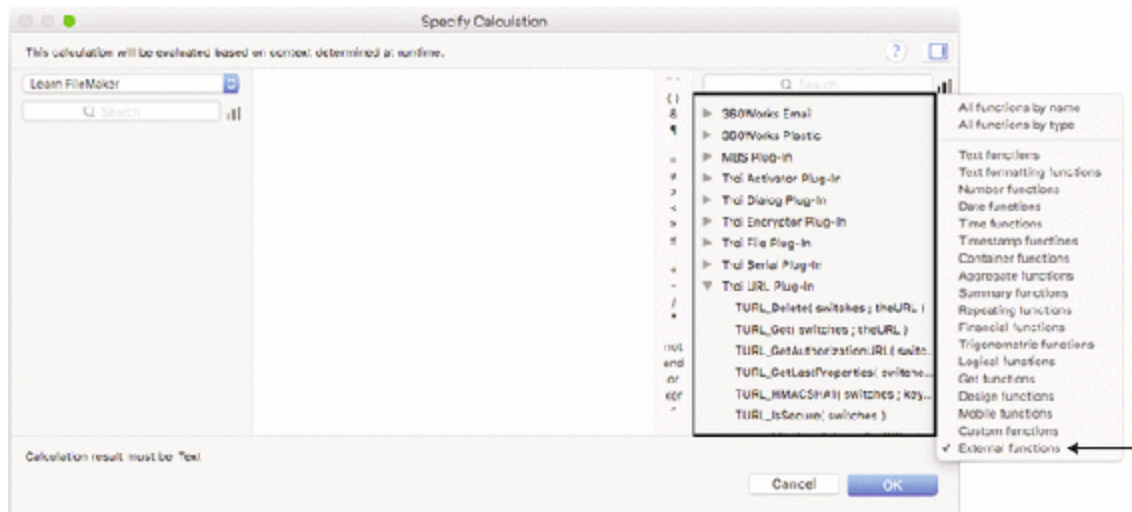 Specify Calculation
This calculation will be evaluated based on context determined at runtime.
?
Learn FileMaker
Search
Search
( )
&
¶
=
≠
>
<
≥
≤
+
-
/
*
not
and
or
xor
^
360Works Email
360Works Plastic
MBS Plug-In
Troi Activator Plug-In
Troi Dialog Plug-In
Troi Encryptor Plug-In
Troi File Plug-In
Troi Serial Plug-In
Troi URL Plug-In
TURL_Delete( switches ; theURL )
TURL_Get( switches ; theURL )
TURL_GetAuthorizationURL( switc...
TURL_GetLastProperties( switche...
TURL_HMACSHA1( switches ; key...
TURL_IsSecure( switches )
All functions by name
All functions by type
Text functions
Text formatting functions
Number functions
Date functions
Time functions
Timestamp functions
Container functions
Aggregate functions
Summary functions
Repeating functions
Financial functions
Trigonometric functions
Logical functions
Get functions
Design functions
Mobile functions
Custom functions
✓ External functions
Calculation result must be Text
Cancel
OK